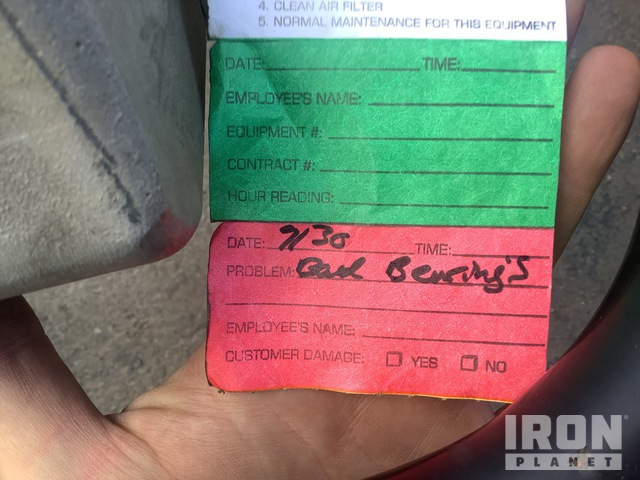 4. CLEAN AIR FILTER
5. NORMAL MAINTENANCE FOR THIS EQUIPMENT
DATE: TIME:
EMPLOYEE'S NAME:
EQUIPMENT #:
CONTRACT #:
HOUR READING:
DATE: 9/30 TIME:
PROBLEM: Bearing's
EMPLOYEE'S NAME:
CUSTOMER DAMAGE: YES NO
IRON
PLANET